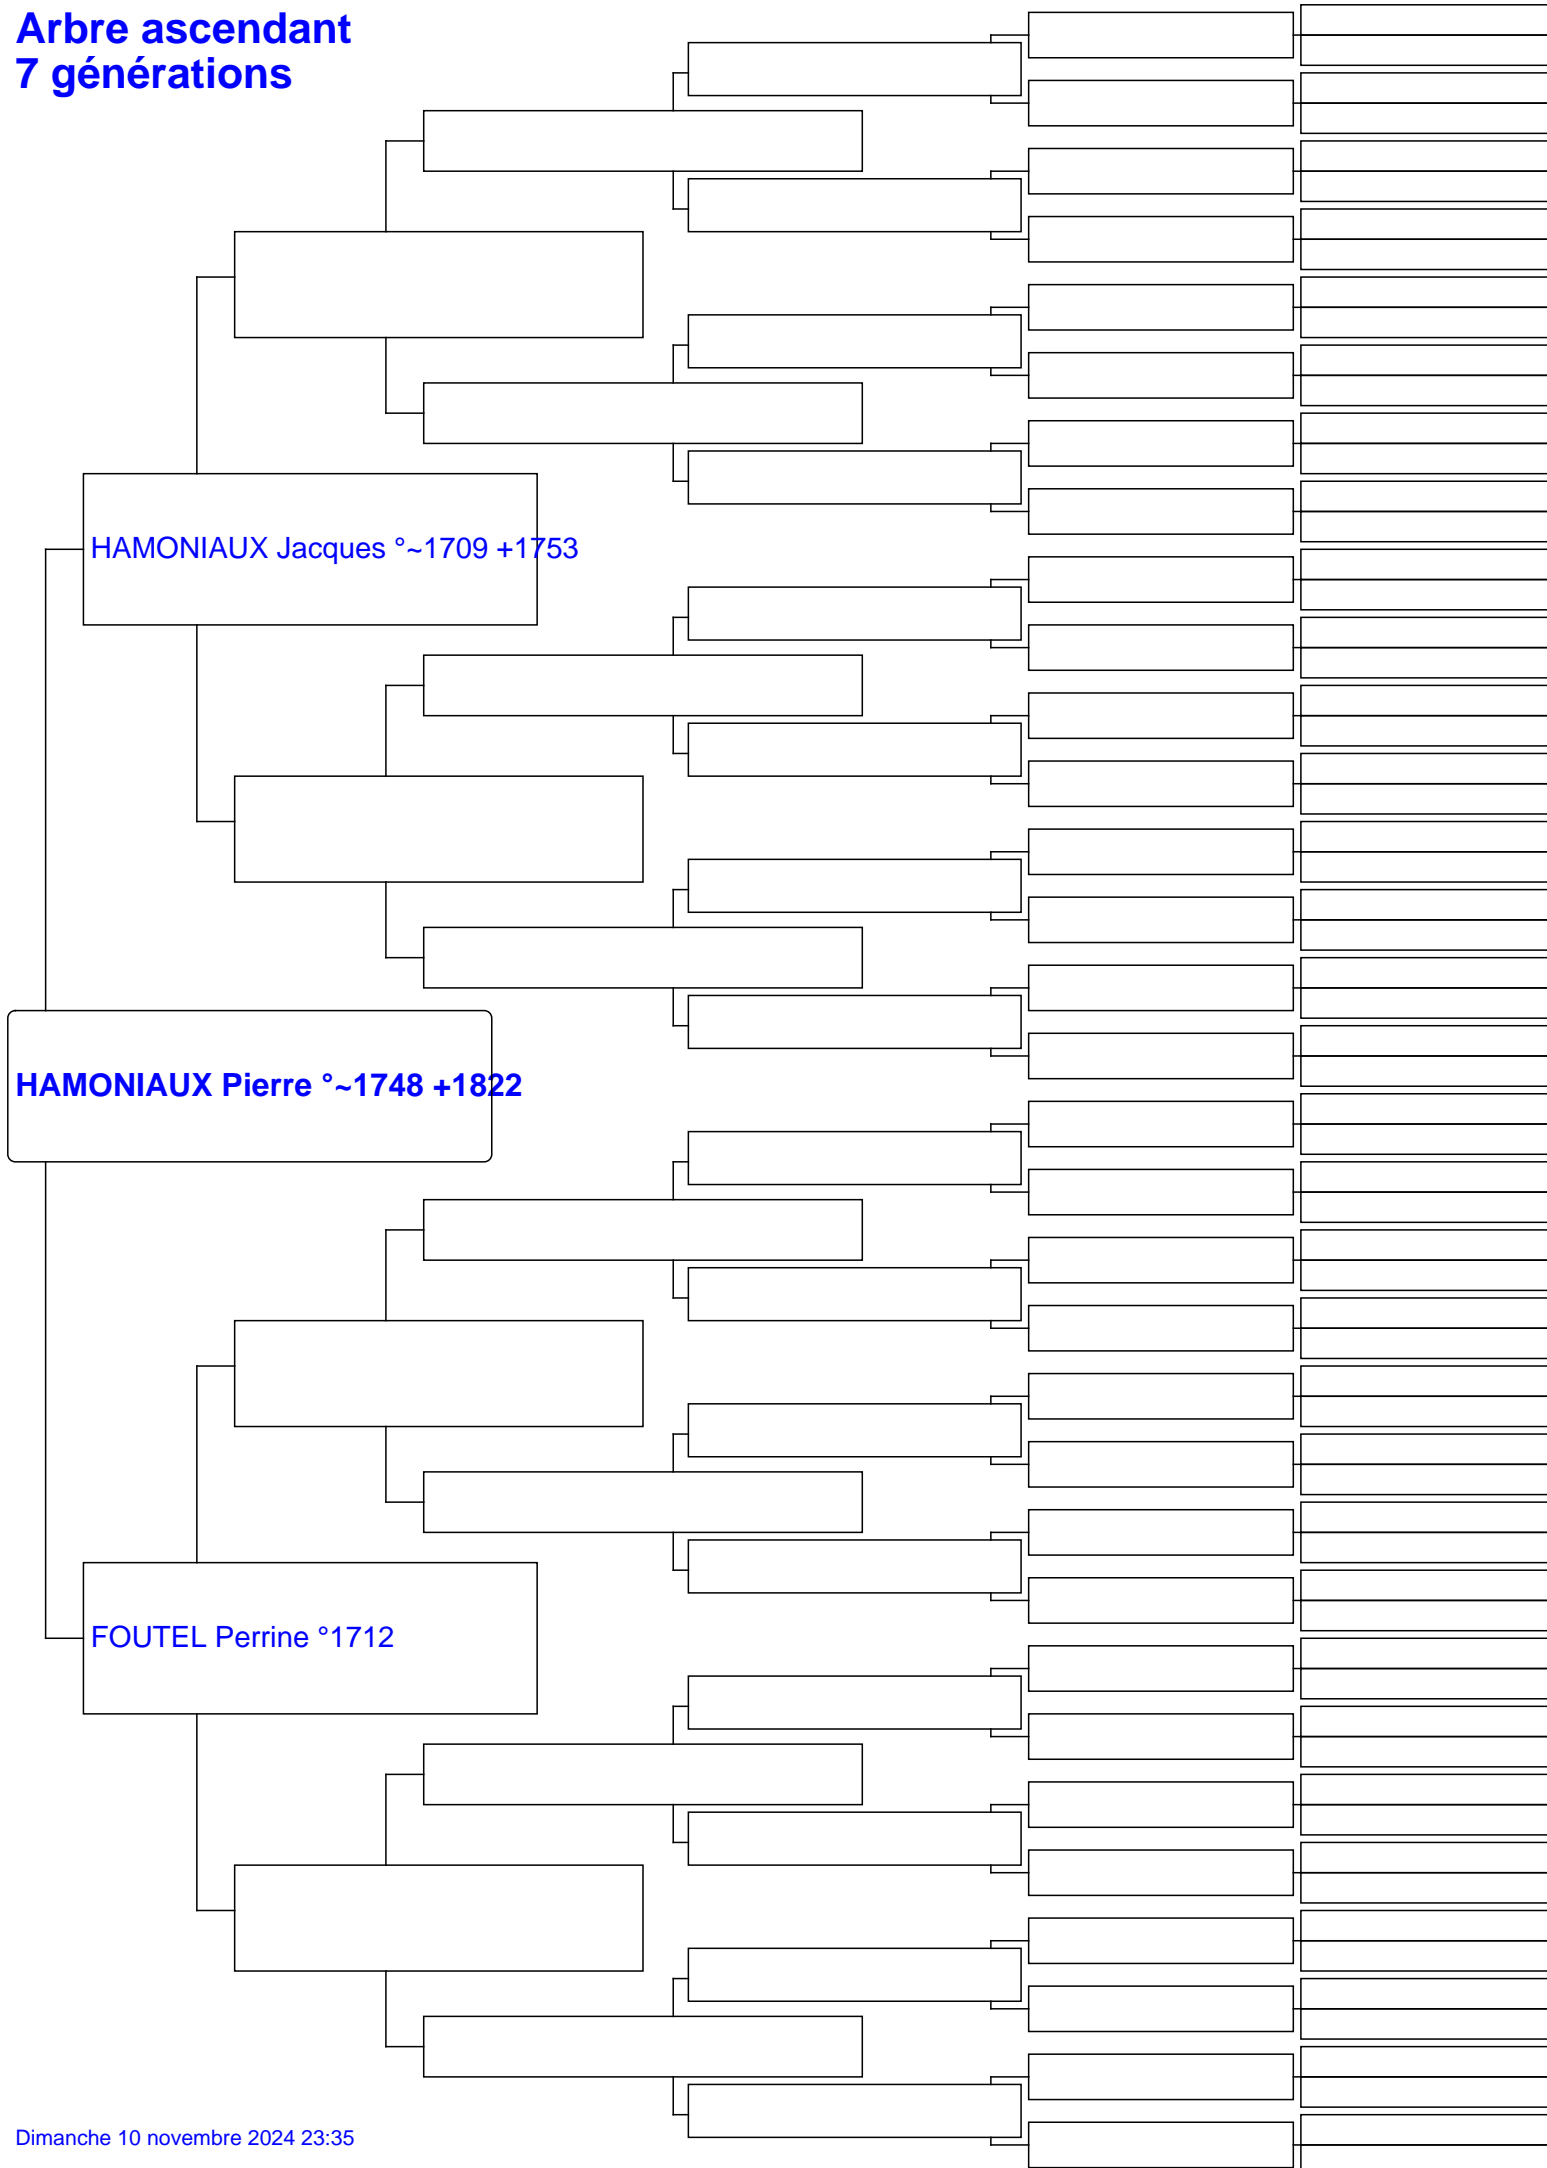 Arbre ascendant
7 générations
HAMONIAUX Jacques °~1709 +1753
HAMONIAUX Pierre °~1748 +1822
FOUTEL Perrine °1712
Dimanche 10 novembre 2024 23:35